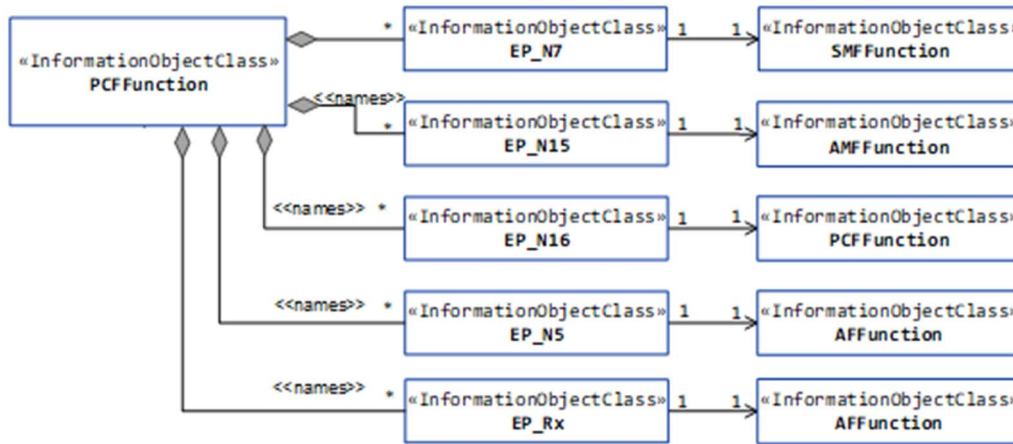 «InformationObjectClass»
PCFFunction
*
«InformationObjectClass»
EP_N7
1 1
«InformationObjectClass»
SMFFunction
<<names>>
*
«InformationObjectClass»
EP_N15
1 1
«InformationObjectClass»
AMFFunction
<<names>> *
«InformationObjectClass»
EP_N16
1 1
«InformationObjectClass»
PCFFunction
<<names>> *
«InformationObjectClass»
EP_N5
1 1
«InformationObjectClass»
AFFunction
<<names>> *
«InformationObjectClass»
EP_Rx
1 1
«InformationObjectClass»
AFFunction